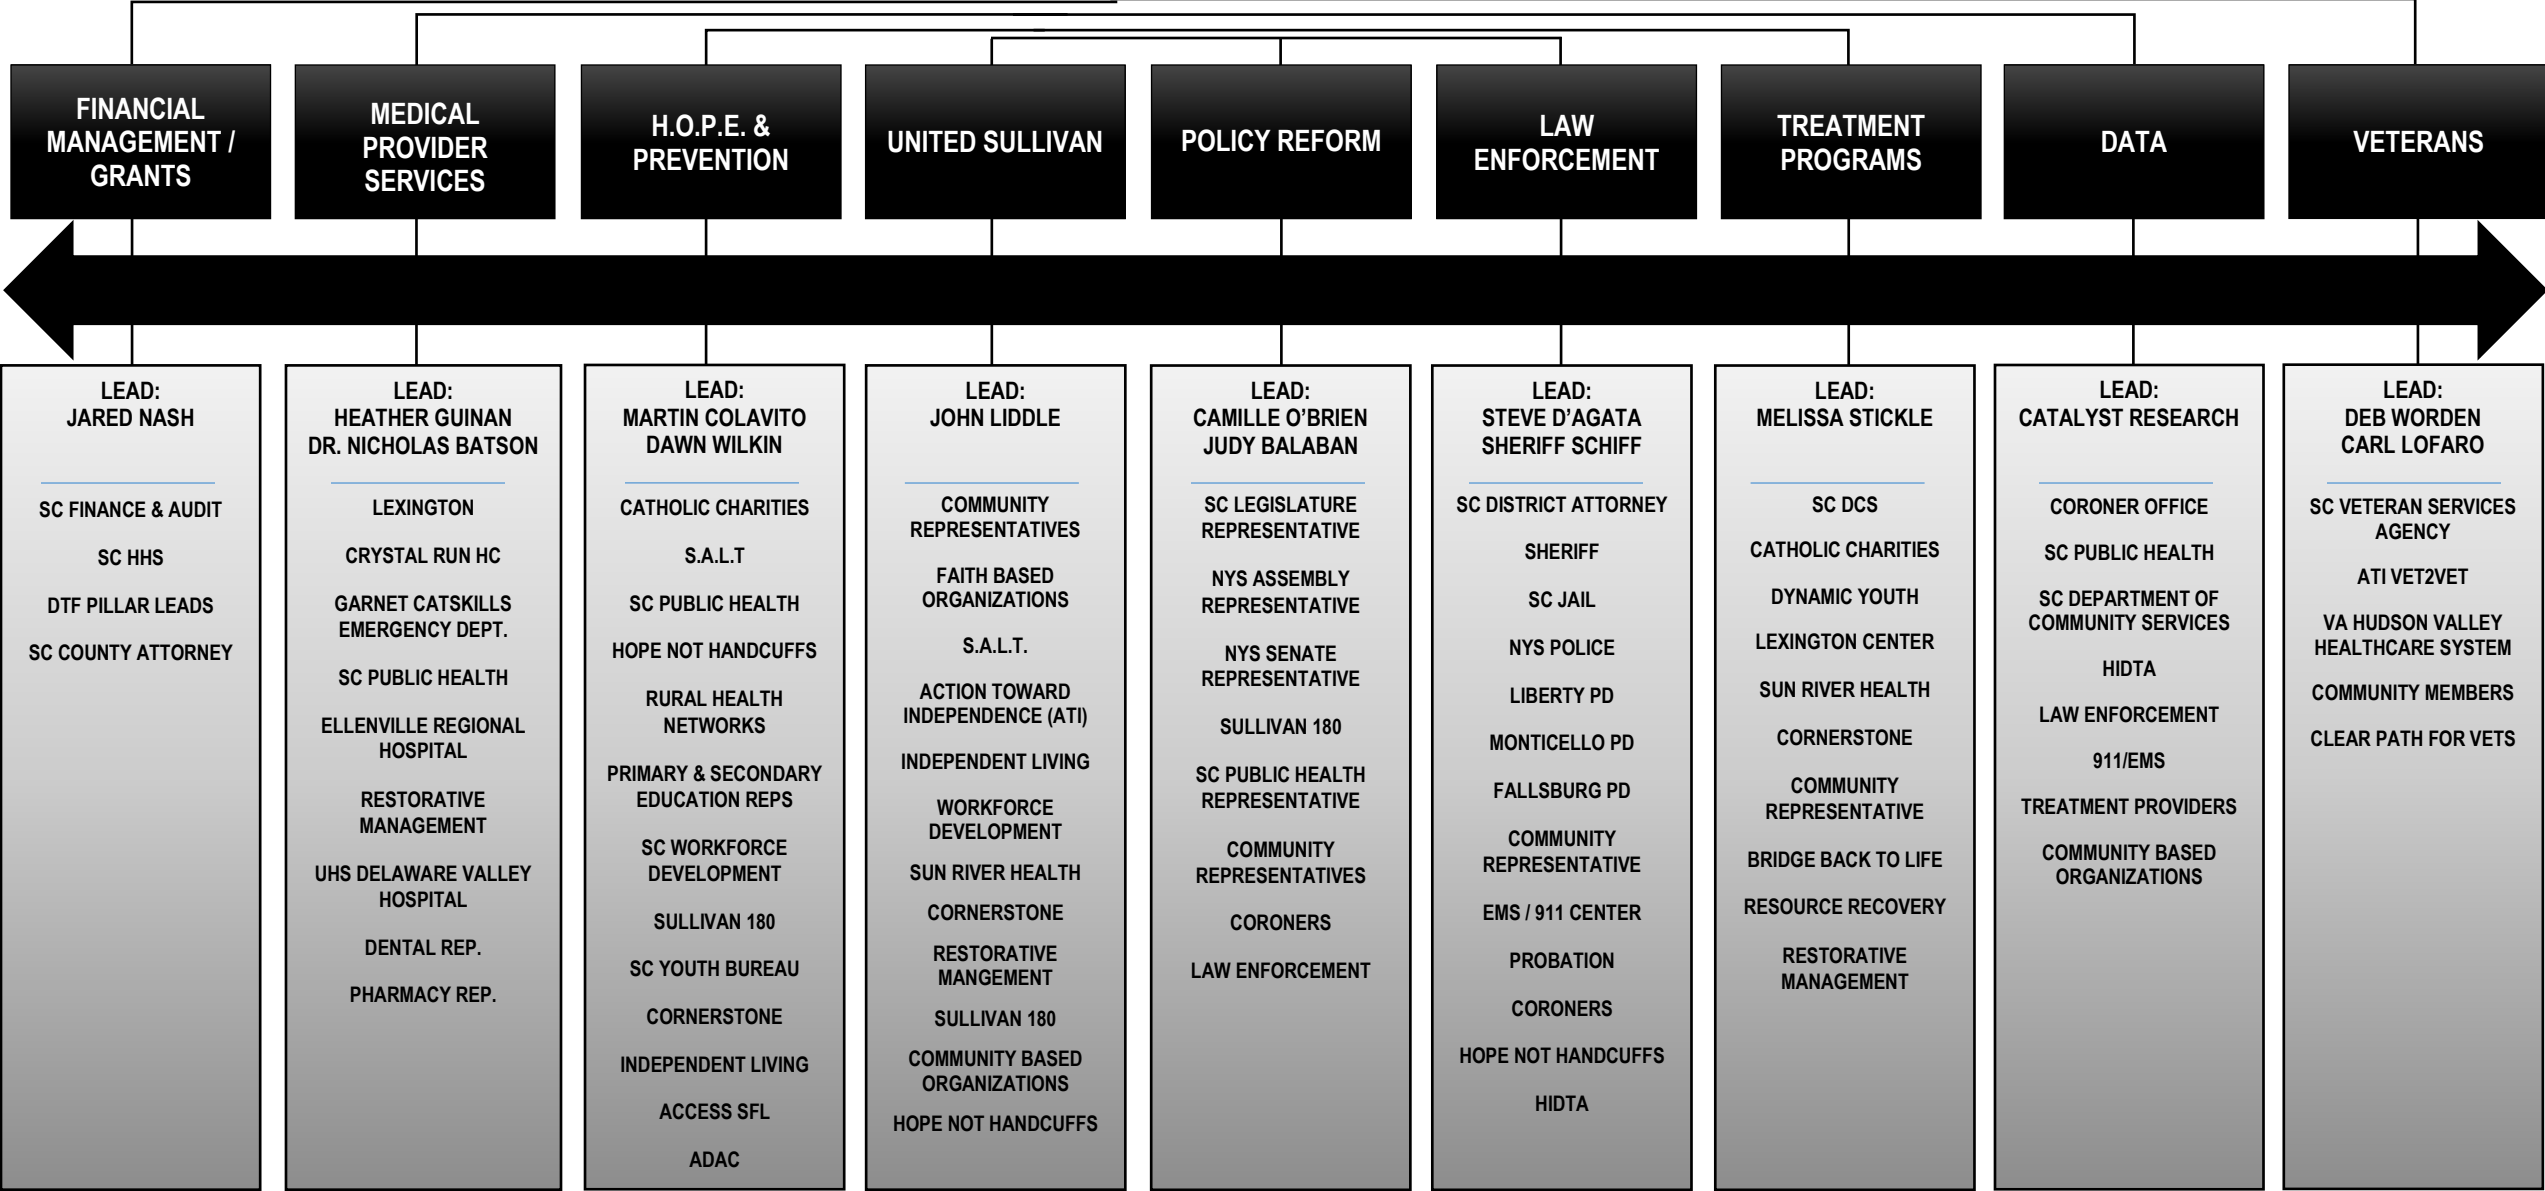 FINANCIAL
MANAGEMENT /
GRANTS
MEDICAL
PROVIDER
SERVICES
H.O.P.E. &
PREVENTION
UNITED SULLIVAN
POLICY REFORM
LAW
ENFORCEMENT
TREATMENT
PROGRAMS
DATA
VETERANS
LEAD:
JARED NASH
SC FINANCE & AUDIT
SC HHS
DTF PILLAR LEADS
SC COUNTY ATTORNEY
LEAD:
HEATHER GUINAN
DR. NICHOLAS BATSON
LEXINGTON
CRYSTAL RUN HC
GARNET CATSKILLS
EMERGENCY DEPT.
SC PUBLIC HEALTH
ELLENVILLE REGIONAL
HOSPITAL
RESTORATIVE
MANAGEMENT
UHS DELAWARE VALLEY
HOSPITAL
DENTAL REP.
PHARMACY REP.
LEAD:
MARTIN COLAVITO
DAWN WILKIN
CATHOLIC CHARITIES
S.A.L.T
SC PUBLIC HEALTH
HOPE NOT HANDCUFFS
RURAL HEALTH
NETWORKS
PRIMARY & SECONDARY
EDUCATION REPS
SC WORKFORCE
DEVELOPMENT
SULLIVAN 180
SC YOUTH BUREAU
CORNERSTONE
INDEPENDENT LIVING
ACCESS SFL
ADAC
LEAD:
JOHN LIDDLE
COMMUNITY
REPRESENTATIVES
FAITH BASED
ORGANIZATIONS
S.A.L.T.
ACTION TOWARD
INDEPENDENCE (ATI)
INDEPENDENT LIVING
WORKFORCE
DEVELOPMENT
SUN RIVER HEALTH
CORNERSTONE
RESTORATIVE
MANGEMENT
SULLIVAN 180
COMMUNITY BASED
ORGANIZATIONS
HOPE NOT HANDCUFFS
LEAD:
CAMILLE O’BRIEN
JUDY BALABAN
SC LEGISLATURE
REPRESENTATIVE
NYS ASSEMBLY
REPRESENTATIVE
NYS SENATE
REPRESENTATIVE
SULLIVAN 180
SC PUBLIC HEALTH
REPRESENTATIVE
COMMUNITY
REPRESENTATIVES
CORONERS
LAW ENFORCEMENT
LEAD:
STEVE D’AGATA
SHERIFF SCHIFF
SC DISTRICT ATTORNEY
SHERIFF
SC JAIL
NYS POLICE
LIBERTY PD
MONTICELLO PD
FALLSBURG PD
COMMUNITY
REPRESENTATIVE
EMS / 911 CENTER
PROBATION
CORONERS
HOPE NOT HANDCUFFS
HIDTA
LEAD:
MELISSA STICKLE
SC DCS
CATHOLIC CHARITIES
DYNAMIC YOUTH
LEXINGTON CENTER
SUN RIVER HEALTH
CORNERSTONE
COMMUNITY
REPRESENTATIVE
BRIDGE BACK TO LIFE
RESOURCE RECOVERY
RESTORATIVE
MANAGEMENT
LEAD:
CATALYST RESEARCH
CORONER OFFICE
SC PUBLIC HEALTH
SC DEPARTMENT OF
COMMUNITY SERVICES
HIDTA
LAW ENFORCEMENT
911/EMS
TREATMENT PROVIDERS
COMMUNITY BASED
ORGANIZATIONS
LEAD:
DEB WORDEN
CARL LOFARO
SC VETERAN SERVICES
AGENCY
ATI VET2VET
VA HUDSON VALLEY
HEALTHCARE SYSTEM
COMMUNITY MEMBERS
CLEAR PATH FOR VETS